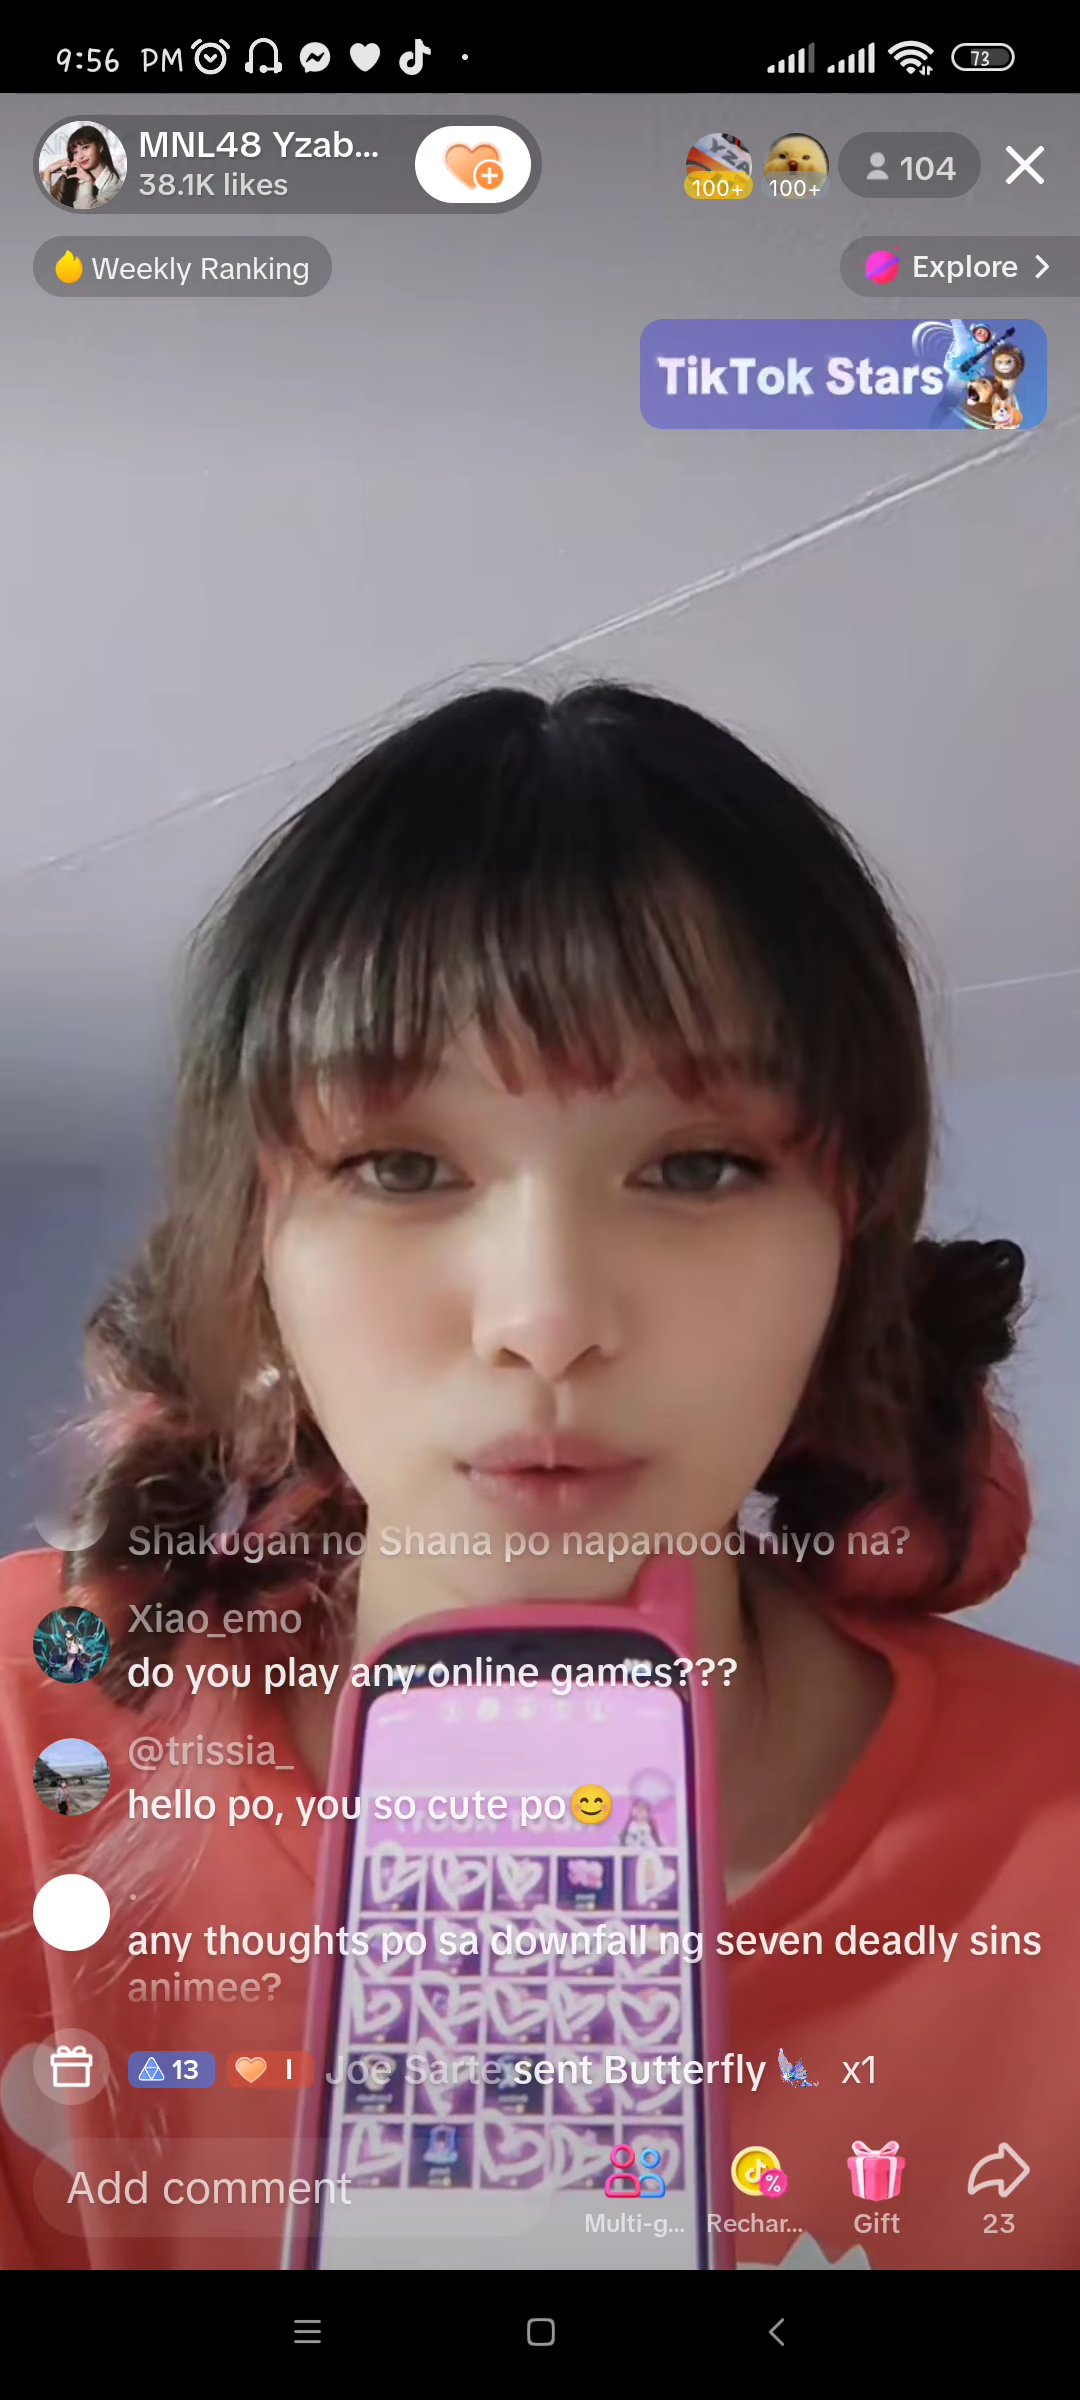 9:56 PM
73
MNL48 Yzab...
38.1K likes
YZA
100+
100+
104
Weekly Ranking
Explore
TikTok Stars
Shakugan no Shana po napanood niyo na?
Xiao_emo
do you play any online games???
@trissia_
hello po, you so cute po😊
.
any thoughts po sa downfall ng seven deadly sins
animee?
13
I
Joe Sarte sent Butterfly x1
Add comment
Multi-g...
Rechar...
Gift
23